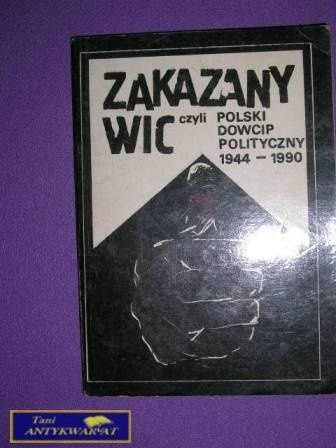 ZAKAZANY
WIC czyli POLSKI
DOWCIP
POLITYCZNY
1944 - 1990
Tani
ANTYKWARIAT